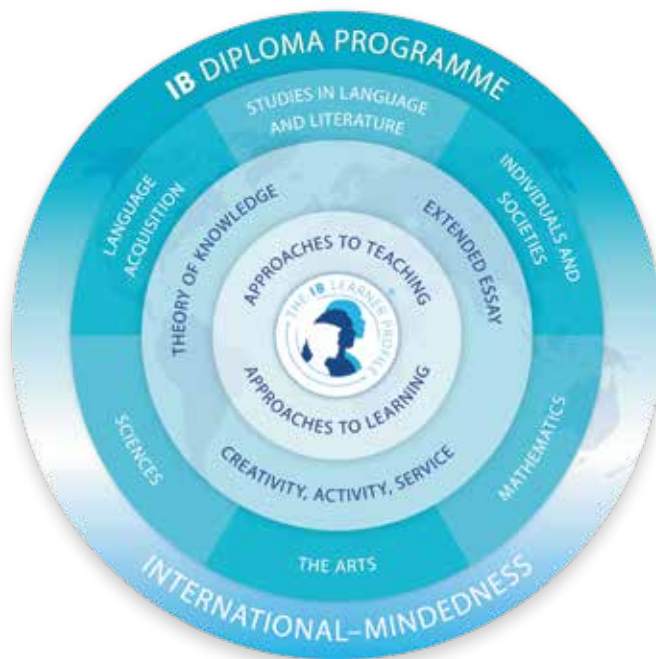 IB DIPLOMA PROGRAMME
STUDIES IN LANGUAGE
AND LITERATURE
LANGUAGE
ACQUISITION
INDIVIDUALS AND
SOCIETIES
THEORY OF KNOWLEDGE
EXTENDED ESSAY
APPROACHES TO TEACHING
THE IB LEARNER PROFILE
®
APPROACHES TO LEARNING
CREATIVITY, ACTIVITY, SERVICE
SCIENCES
MATHEMATICS
THE ARTS
INTERNATIONAL–MINDEDNESS